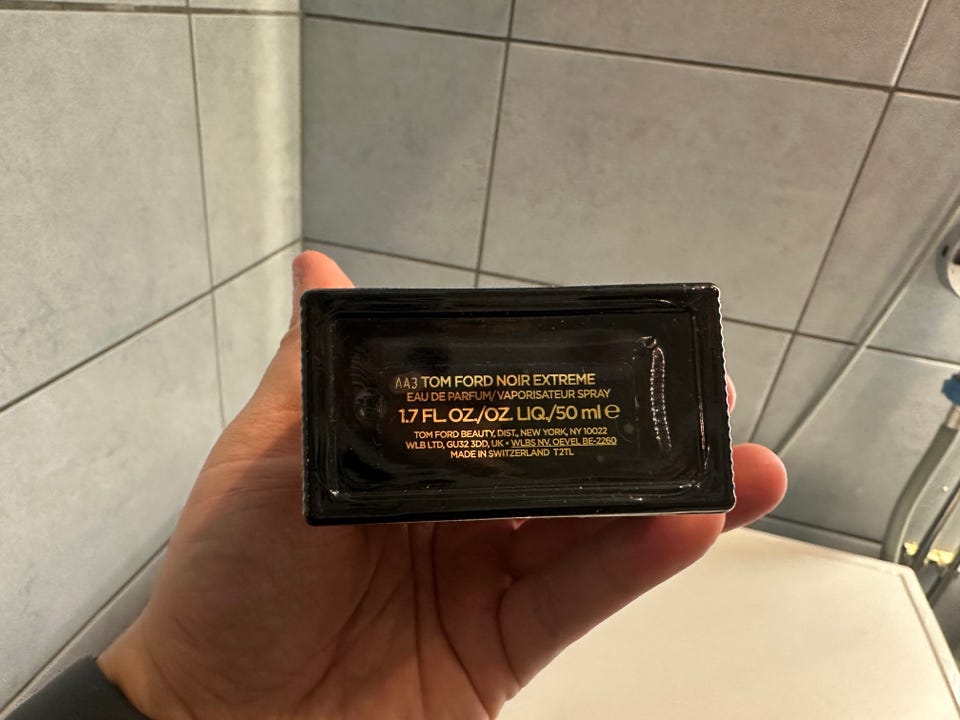 AA3 TOM FORD NOIR EXTREME
EAU DE PARFUM/VAPORISATEUR SPRAY
1.7 FL.OZ./OZ. LIQ./50 ml ℮
TOM FORD BEAUTY, DIST., NEW YORK, NY 10022
WLB LTD, GU32 3DD, UK • WLBS NV, OEVEL BE-2260
MADE IN SWITZERLAND T2TL